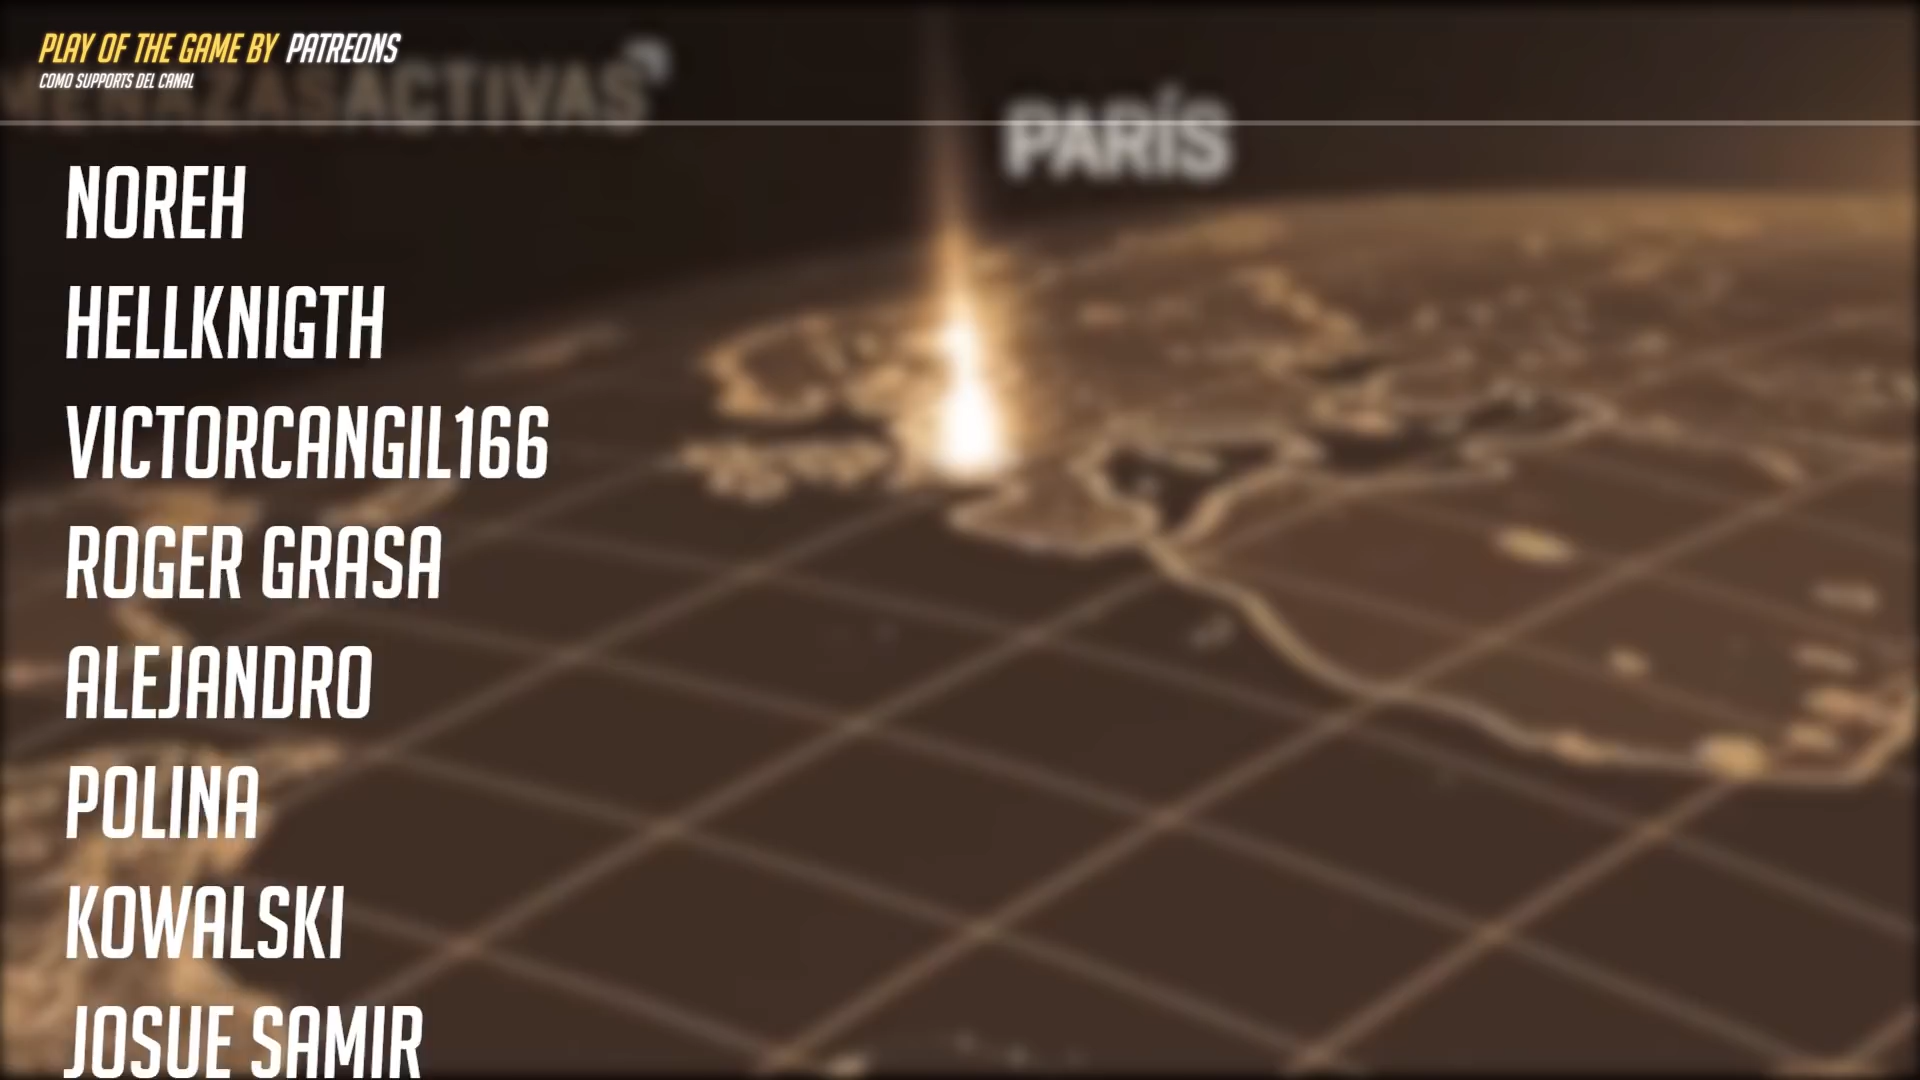 PLAY OF THE GAME BY PATREONS
COMO SUPPORTS DEL CANAL
ACTIVAS
PARÍS
NOREH
HELLKNIGTH
VICTORCANGIL166
ROGER GRASA
ALEJANDRO
POLINA
KOWALSKI
JOSUE SAMIR